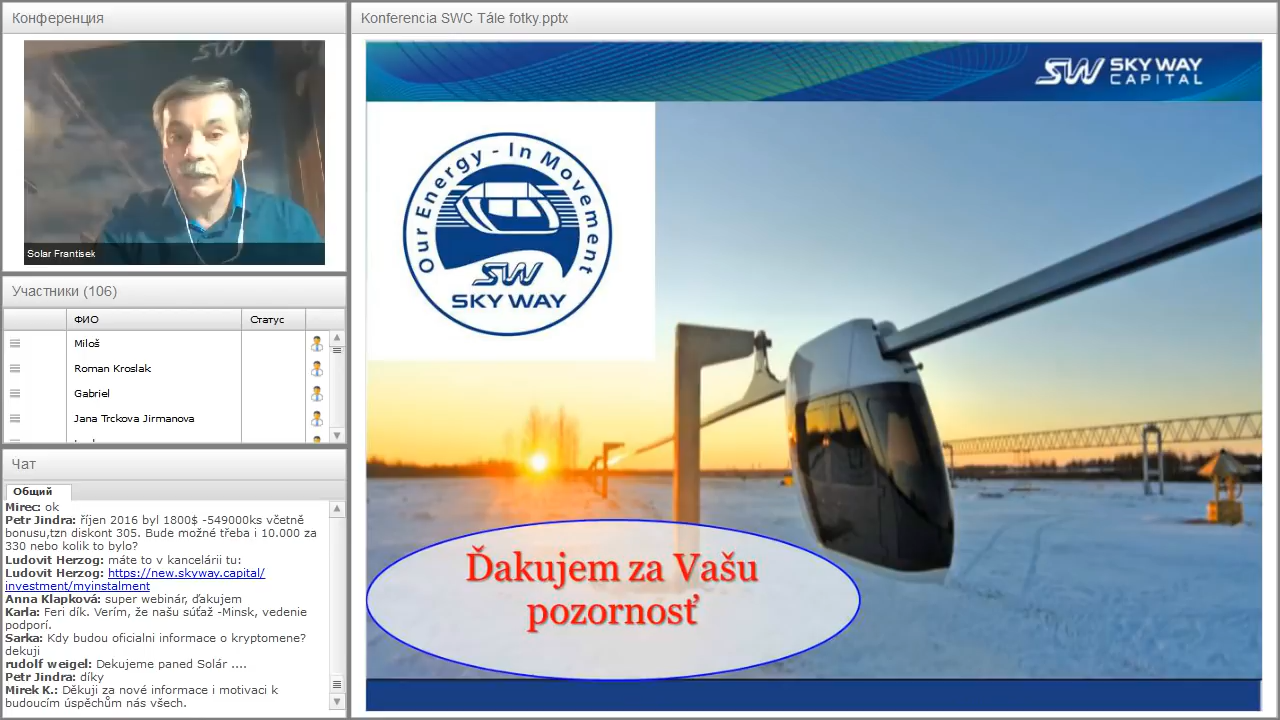 Конференция
SW
Solar Frantisek
Участники (106)
ФИО
Статус
Miloš
Roman Kroslak
Gabriel
Jana Trckova Jirmanova
Чат
Общий
Mirec: ok
Petr Jindra: říjen 2016 byl 1800$ -549000ks včetně
bonusu,tzn diskont 305. Bude možné třeba i 10.000 za
330 nebo kolik to bylo?
Ludovit Herzog: máte to v kancelárii tu:
Ludovit Herzog: https://new.skyway.capital/
investment/myinstalment
Anna Klapková: super webinár, ďakujem
Karla: Feri dík. Verím, že našu súťaž -Minsk, vedenie
podporí.
Sarka: Kdy budou oficialni informace o kryptomene?
dekuji
rudolf weigel: Dekujeme paned Solár ....
Petr Jindra: díky
Mirek K.: Děkuji za nové informace i motivaci k
budoucím úspěchům nás všech.
Konferencia SWC Tále fotky.pptx
SW SKY WAY
CAPITAL
Our Energy - In Movement
SW
SKY WAY
Ďakujem za Vašu
pozornosť